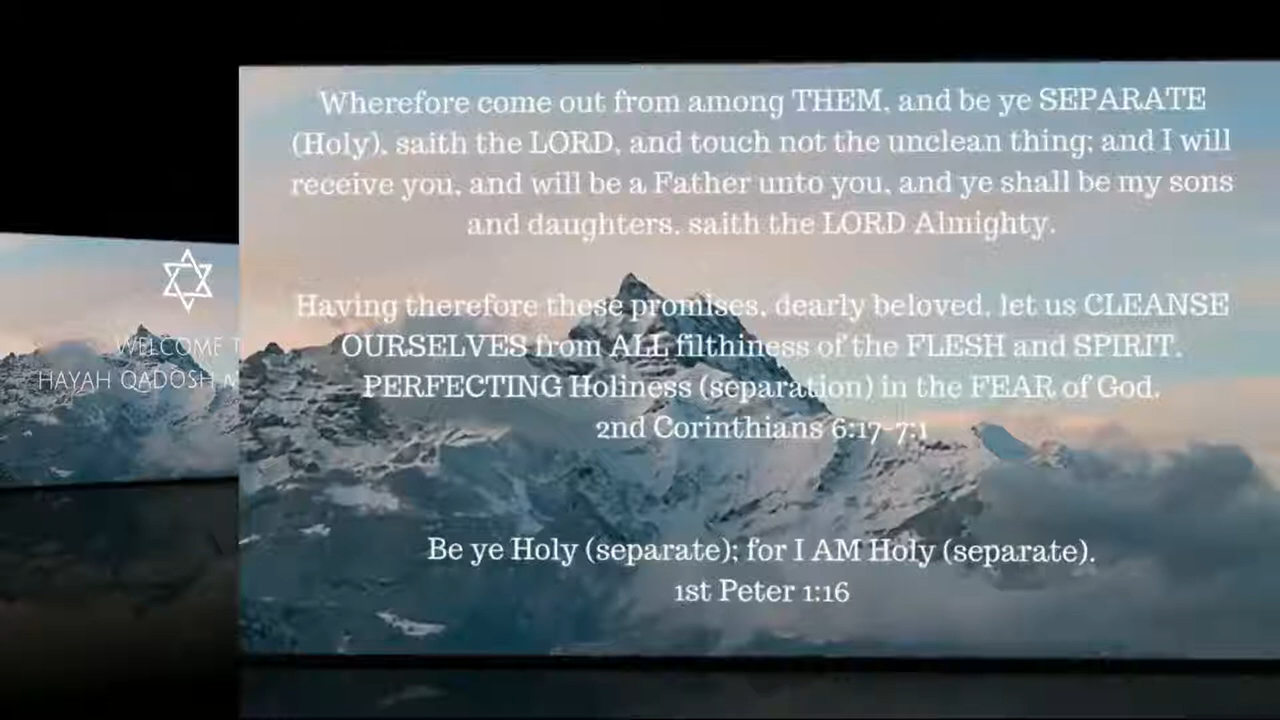 Wherefore come out from among THEM, and be ye SEPARATE
(Holy), saith the LORD, and touch not the unclean thing; and I will
receive you, and will be a Father unto you, and ye shall be my sons
and daughters, saith the LORD Almighty.
Having therefore these promises, dearly beloved, let us CLEANSE
OURSELVES from ALL filthiness of the FLESH and SPIRIT,
PERFECTING Holiness (separation) in the FEAR of God.
2nd Corinthians 6:17-7:1
Be ye Holy (separate); for I AM Holy (separate).
1st Peter 1:16
WELCOME T
HAYAH QADOSH